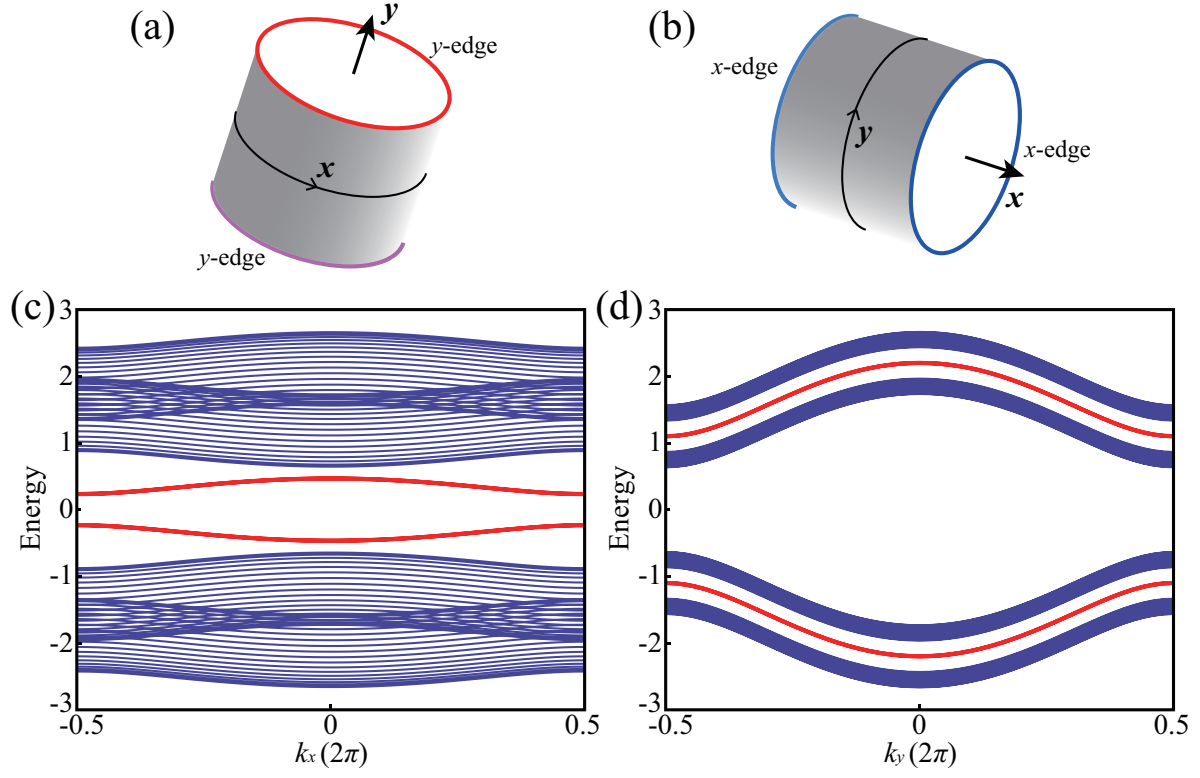 (a)
y
y-edge
x
y-edge
(b)
x-edge
y
x-edge
x
(c)
3
2
1
0
-1
-2
-3
Energy
-0.5 0 0.5
kx (2π)
(d)
3
2
1
0
-1
-2
-3
Energy
-0.5 0 0.5
ky (2π)